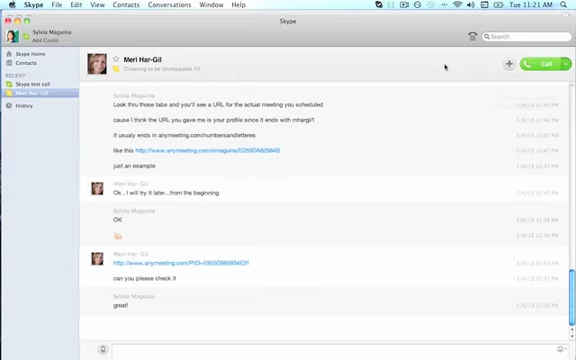 Skype File Edit View Contacts Conversations Window Help Tue 11:21 AM
Skype
Sylvia Maguina
Add Credit
Search
Skype Home
Contacts
RECENT
Skype test call
Meri Har-Gil
History
Meri Har-Gil
Choosing to be Unstoppable !!!!
Call
Sylvia Maguina
Look thru those tabs and you'll see a URL for the actual meeting you scheduled
cause I think the URL you gave me is your profile since it ends with mhargil1
it usualy ends in anymeeting.com/numbersandletteres
like this
just an example
Meri Har-Gil
Ok , I will try it later...from the beginning
Sylvia Maguina
OK
Meri Har-Gil
can you please check it
Sylvia Maguina
great!